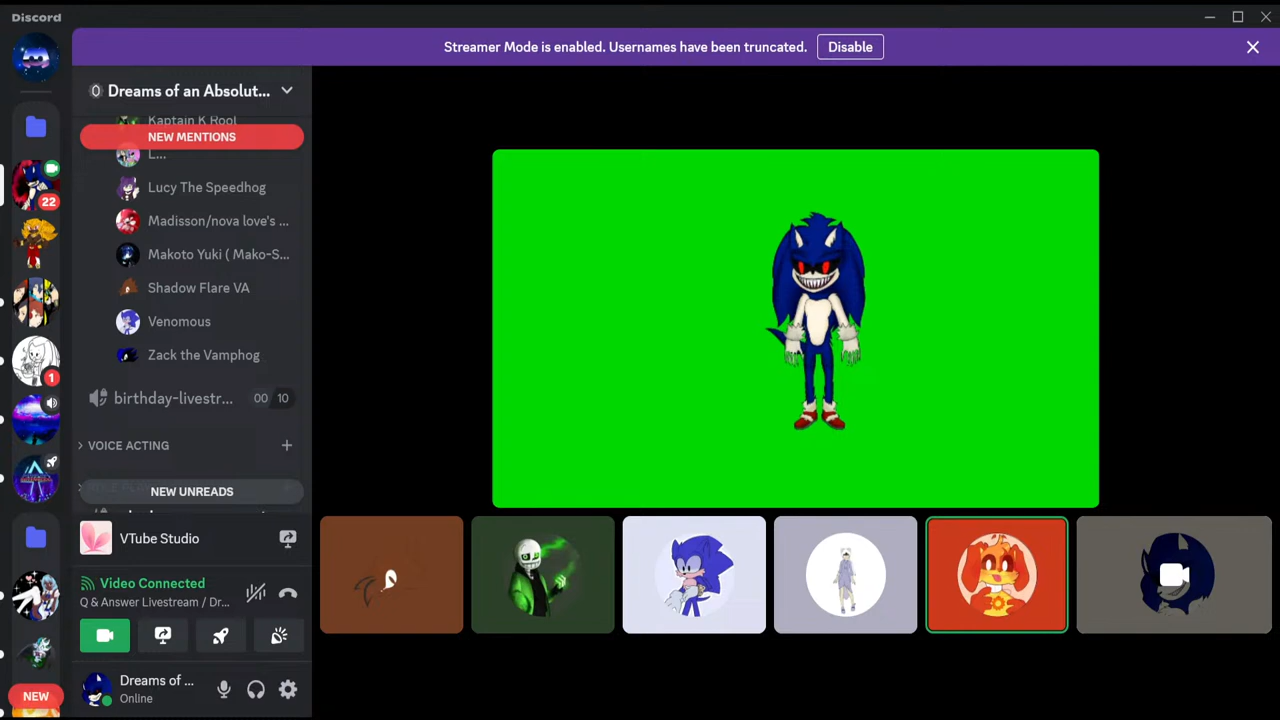 Discord
Streamer Mode is enabled. Usernames have been truncated.
Disable
Dreams of an Absolut...
Kaptain K Rool
NEW MENTIONS
L...
Lucy The Speedhog
22
Madisson/nova love's ...
Makoto Yuki ( Mako-S...
Shadow Flare VA
Venomous
Zack the Vamphog
1
birthday-livestr...
00 10
VOICE ACTING
NEW UNREADS
VTube Studio
Video Connected
Q & Answer Livestream / Dr...
Dreams of ...
Online
NEW